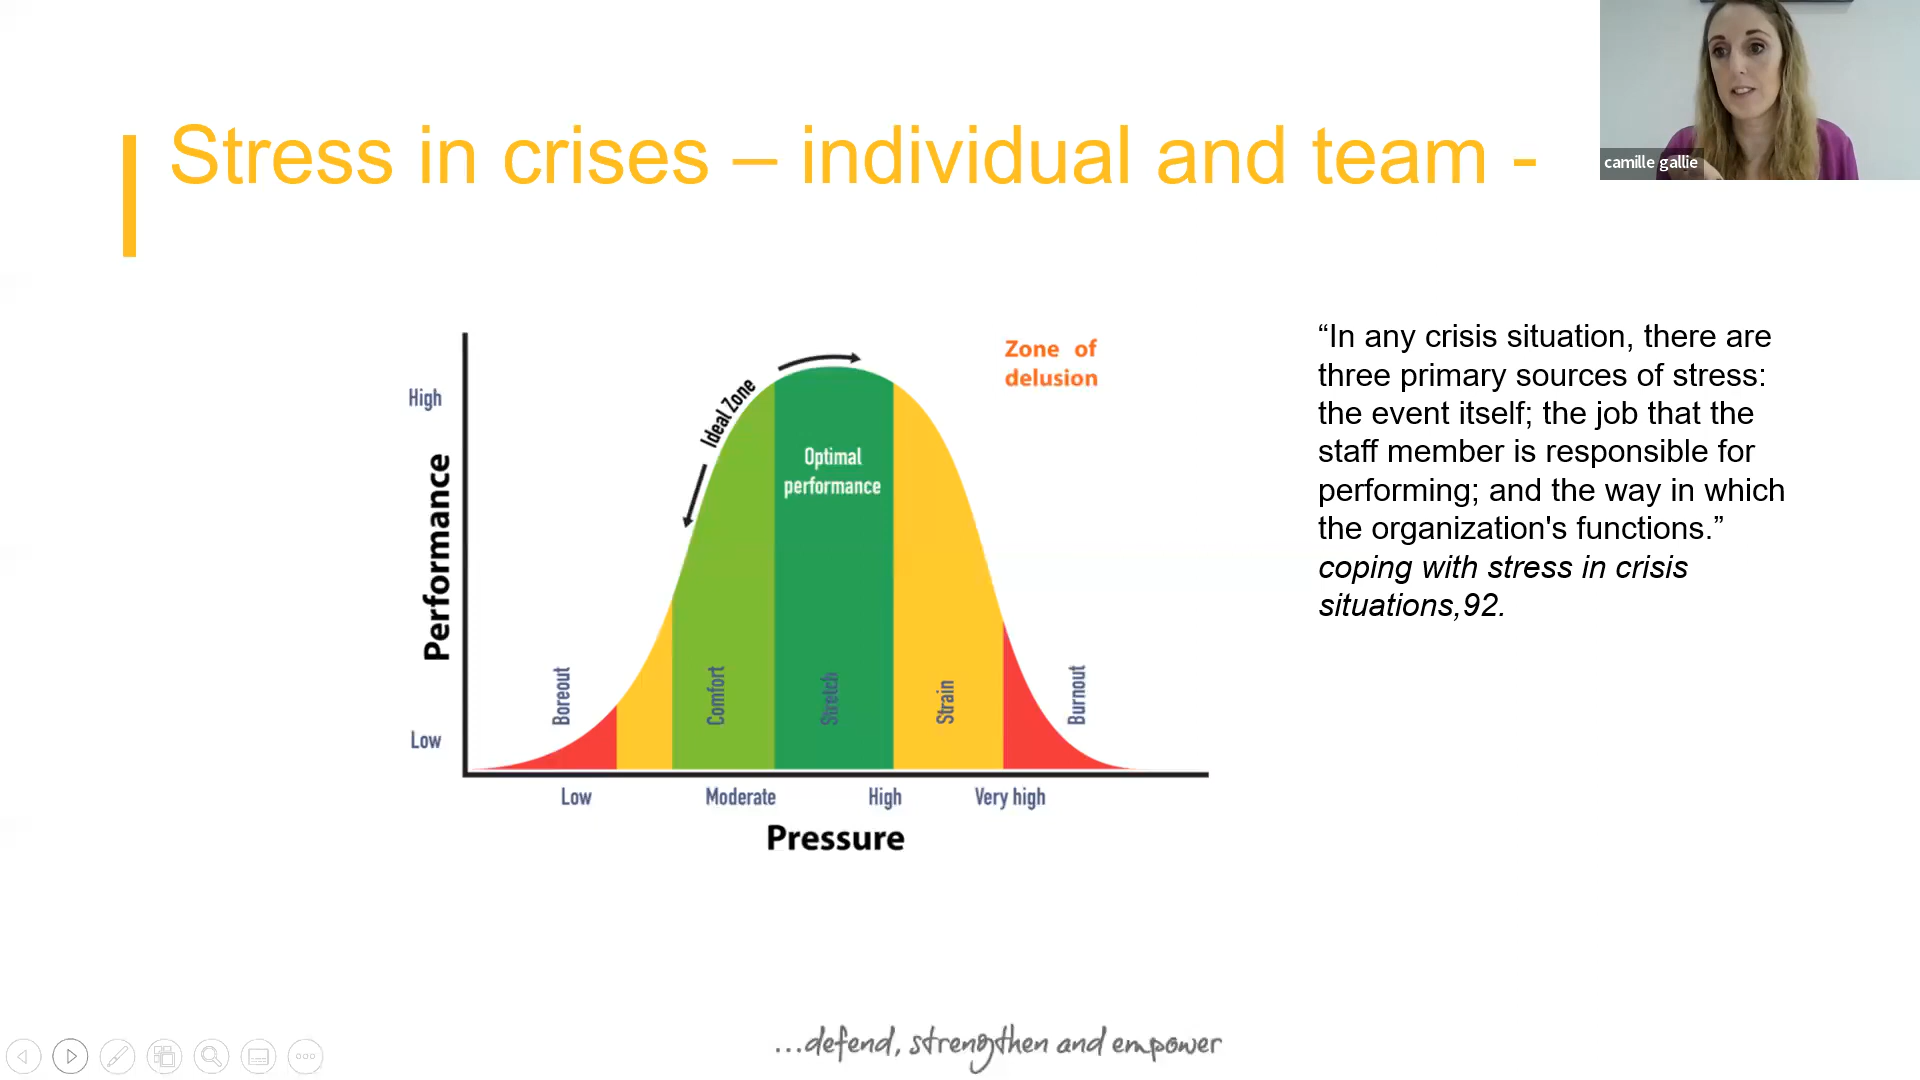 Stress in crises – individual and team -
camille gallie
Zone of
delusion
High
Ideal Zone
Optimal
performance
Performance
Boreout
Comfort
Stretch
Strain
Burnout
Low
Low
Moderate
High
Very high
Pressure
“In any crisis situation, there are
three primary sources of stress:
the event itself; the job that the
staff member is responsible for
performing; and the way in which
the organization's functions.”
coping with stress in crisis
situations,92.
...defend, strengthen and empower